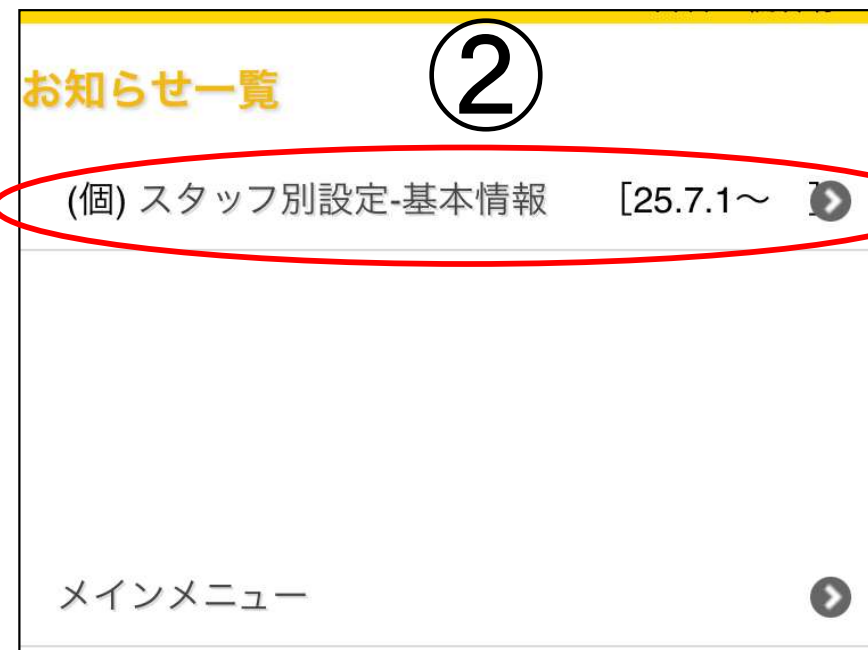 ②
お知らせ一覧
(個) スタッフ別設定-基本情報 [25.7.1～ ]
メインメニュー